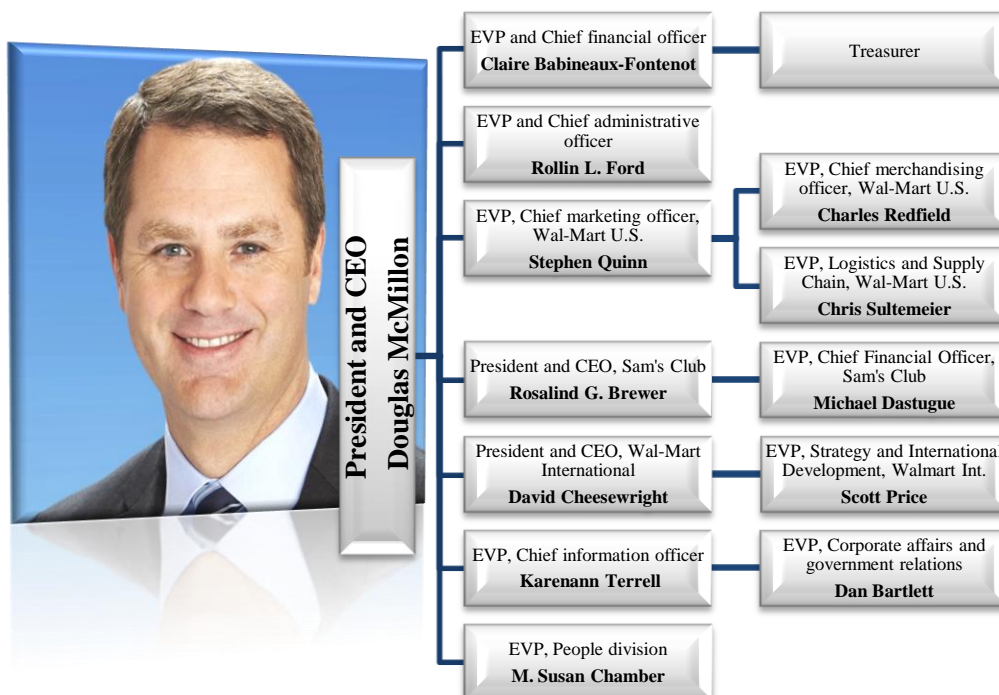 President and CEO
Douglas McMillon
EVP and Chief financial officer
Claire Babineaux-Fontenot
Treasurer
EVP and Chief administrative
officer
Rollin L. Ford
EVP, Chief marketing officer,
Wal-Mart U.S.
Stephen Quinn
EVP, Chief merchandising
officer, Wal-Mart U.S.
Charles Redfield
EVP, Logistics and Supply
Chain, Wal-Mart U.S.
Chris Sultemeier
President and CEO, Sam's Club
Rosalind G. Brewer
EVP, Chief Financial Officer,
Sam's Club
Michael Dastugue
President and CEO, Wal-Mart
International
David Cheesewright
EVP, Strategy and International
Development, Walmart Int.
Scott Price
EVP, Chief information officer
Karenann Terrell
EVP, Corporate affairs and
government relations
Dan Bartlett
EVP, People division
M. Susan Chamber